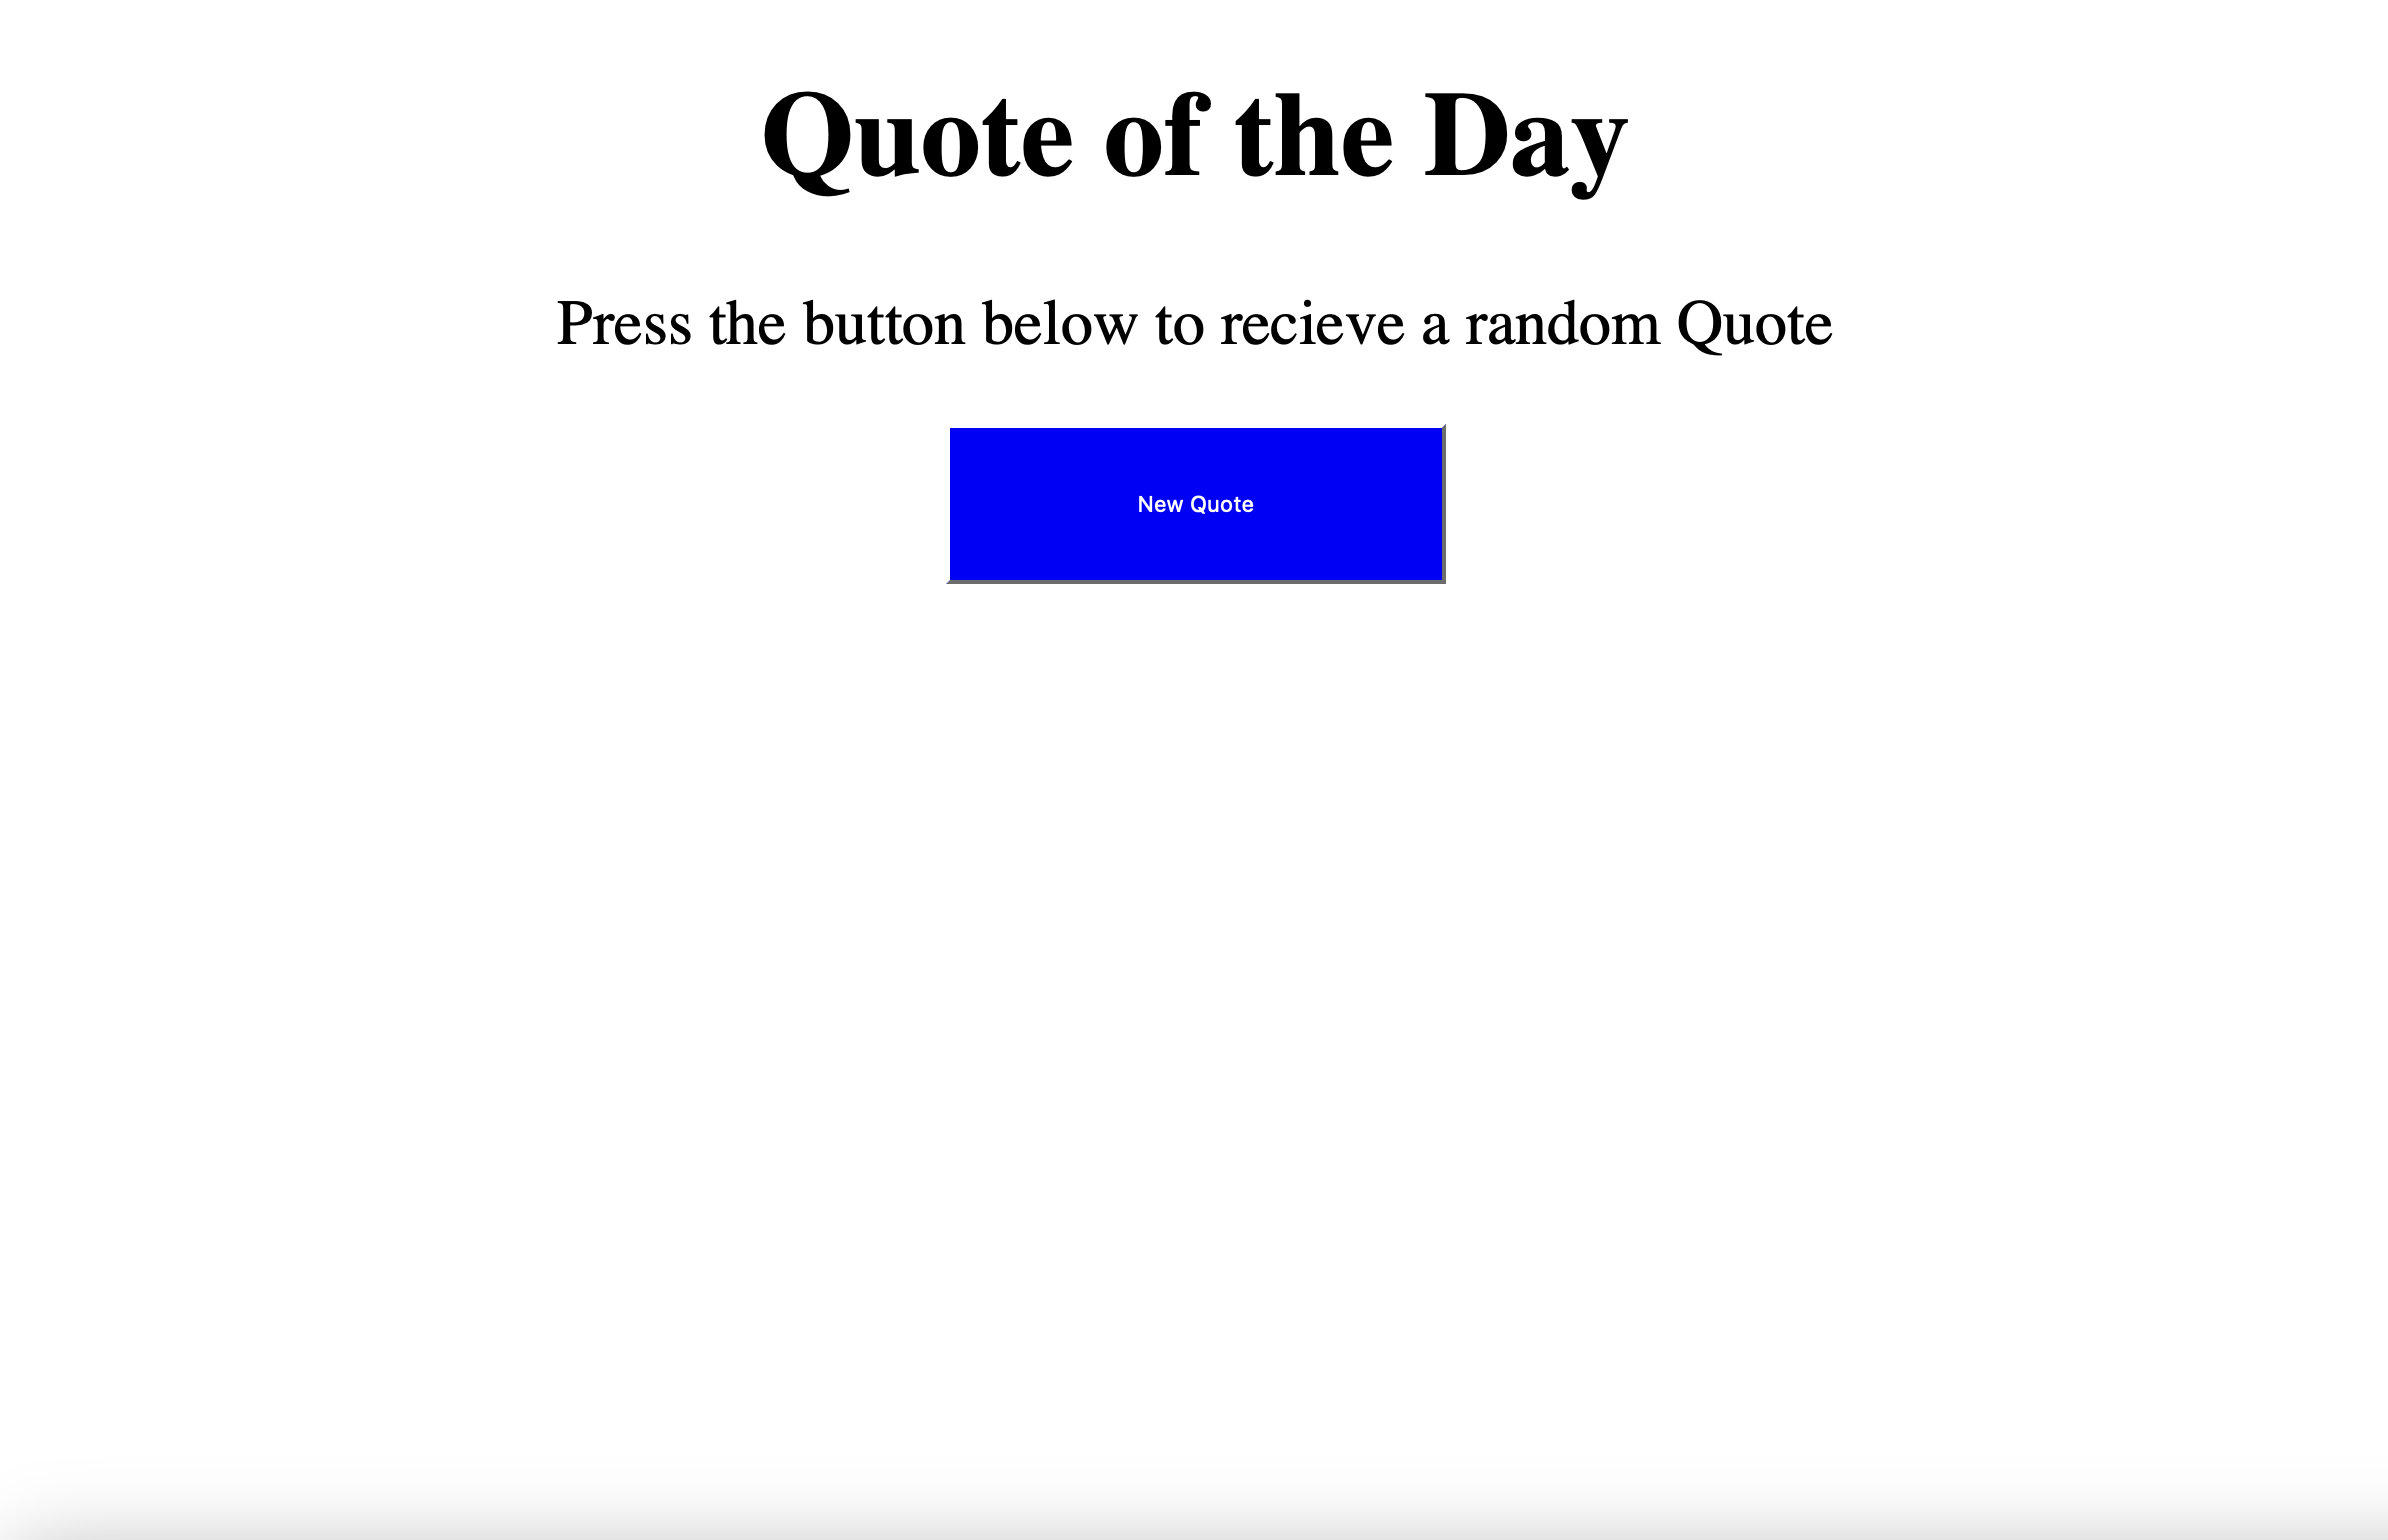 Quote of the Day
Press the button below to recieve a random Quote
New Quote